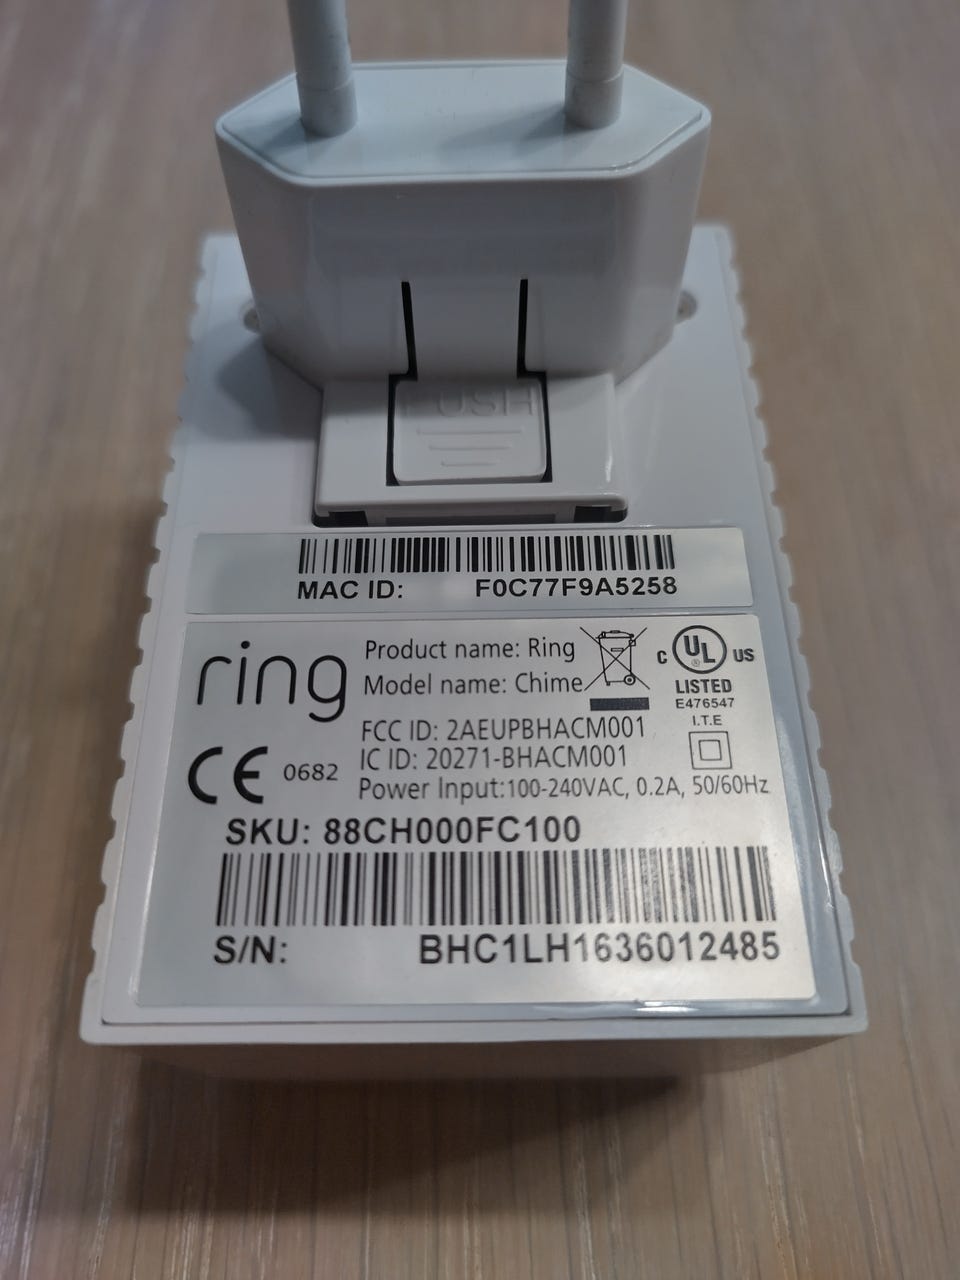 PUSH
MAC ID: F0C77F9A5258
ring
Product name: Ring
Model name: Chime
C UL ® US
LISTED
E476547
I.T.E
FCC ID: 2AEUPBHACM001
IC ID: 20271-BHACM001
CE 0682
Power Input:100-240VAC, 0.2A, 50/60Hz
SKU: 88CH000FC100
S/N: BHC1LH1636012485